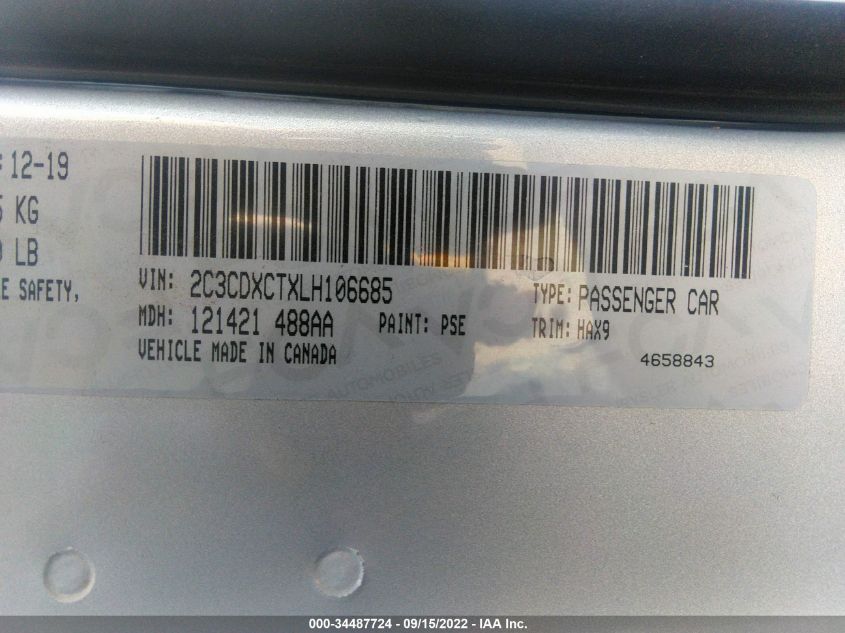 : 12-19
KG
LB
E SAFETY,
VIN: 2C3CDXCTXLH106685 TYPE: PASSENGER CAR
MDH: 121421 488AA PAINT: PSE TRIM: HAX9
VEHICLE MADE IN CANADA 4658843
000-34487724 - 09/15/2022 - IAA Inc.